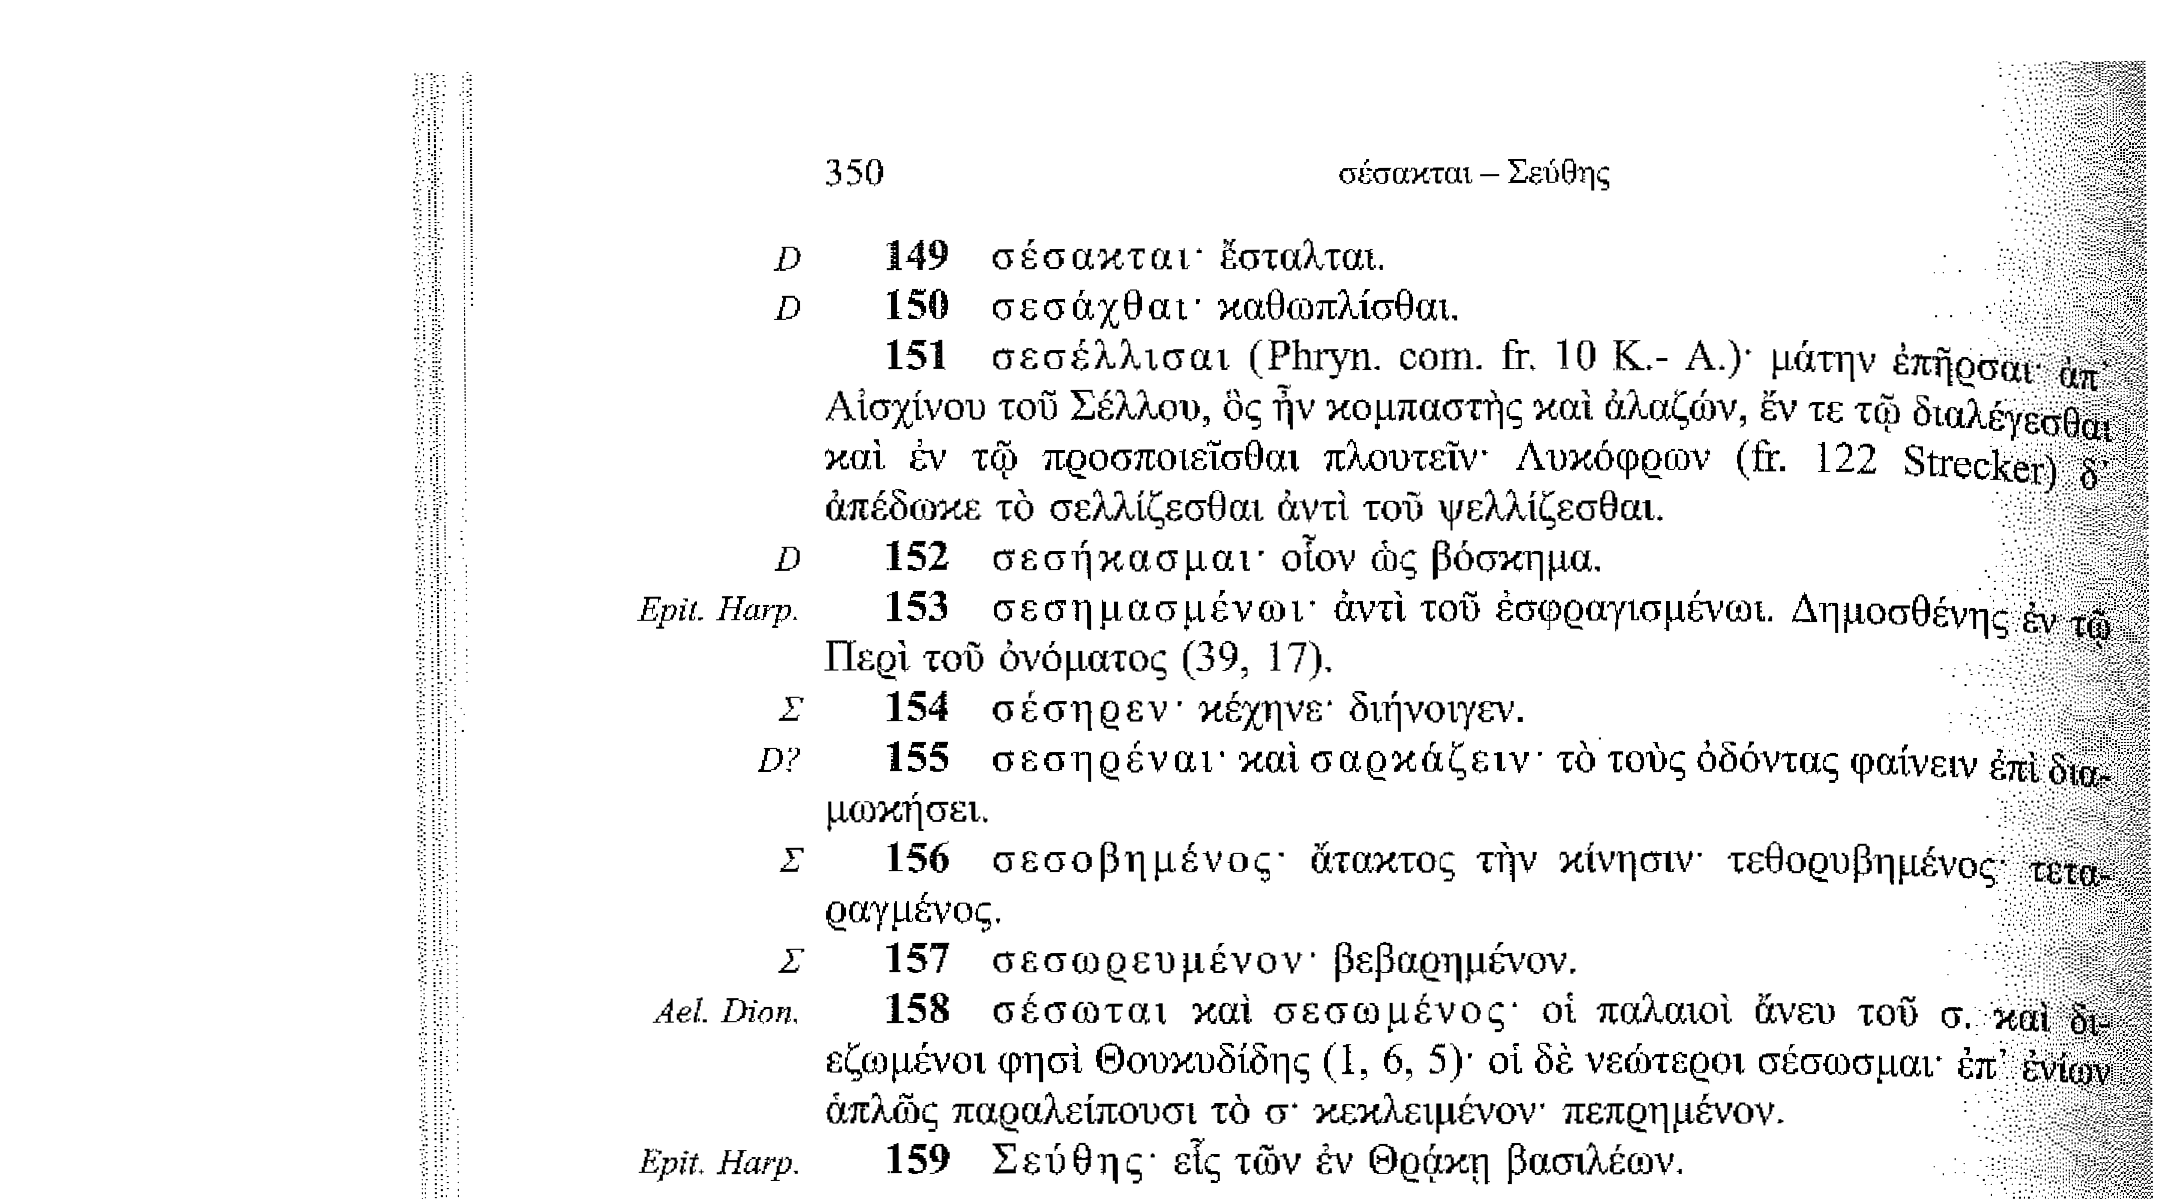 350 σέσακται – Σεύθης
D 149 σέσακται· ἔσταλται.
D 150 σεσάχθαι· καθωπλίσθαι.
151 σεσέλλισαι (Phryn. com. fr. 10 K.- A.)· μάτην ἐπῆρσαι· ἀπ’
Αἰσχίνου τοῦ Σέλλου, ὃς ἦν κομπαστὴς καὶ ἀλαζών, ἔν τε τῷ διαλέγεσθαι
καὶ ἐν τῷ προσποιεῖσθαι πλουτεῖν· Λυκόφρων (fr. 122 Strecker) δ’
ἀπέδωκε τὸ σελλίζεσθαι ἀντὶ τοῦ ψελλίζεσθαι.
D 152 σεσήκασμαι· οἷον ὡς βόσκημα.
Epit. Harp. 153 σεσημασμένωι· ἀντὶ τοῦ ἐσφραγισμένωι. Δημοσθένης ἐν τῷ
Περὶ τοῦ ὀνόματος (39, 17).
Σ 154 σέσηρεν· κέχηνε· διήνοιγεν.
D? 155 σεσηρέναι· καὶ σαρκάζειν· τὸ τοὺς ὀδόντας φαίνειν ἐπὶ δια-
μωκήσει.
Σ 156 σεσοβημένος· ἄτακτος τὴν κίνησιν· τεθορυβημένος· τετα-
ραγμένος.
Σ 157 σεσωρευμένον· βεβαρημένον.
Ael. Dion. 158 σέσωται καὶ σεσωμένος· οἱ παλαιοὶ ἄνευ τοῦ σ. καὶ δι-
εζωμένοι φησὶ Θουκυδίδης (1, 6, 5)· οἱ δὲ νεώτεροι σέσωσμαι· ἐπ’ ἐνίων
ἁπλῶς παραλείπουσι τὸ σ· κεκλειμένον· πεπρημένον.
Epit. Harp. 159 Σεύθης· εἷς τῶν ἐν Θρᾴκῃ βασιλέων.